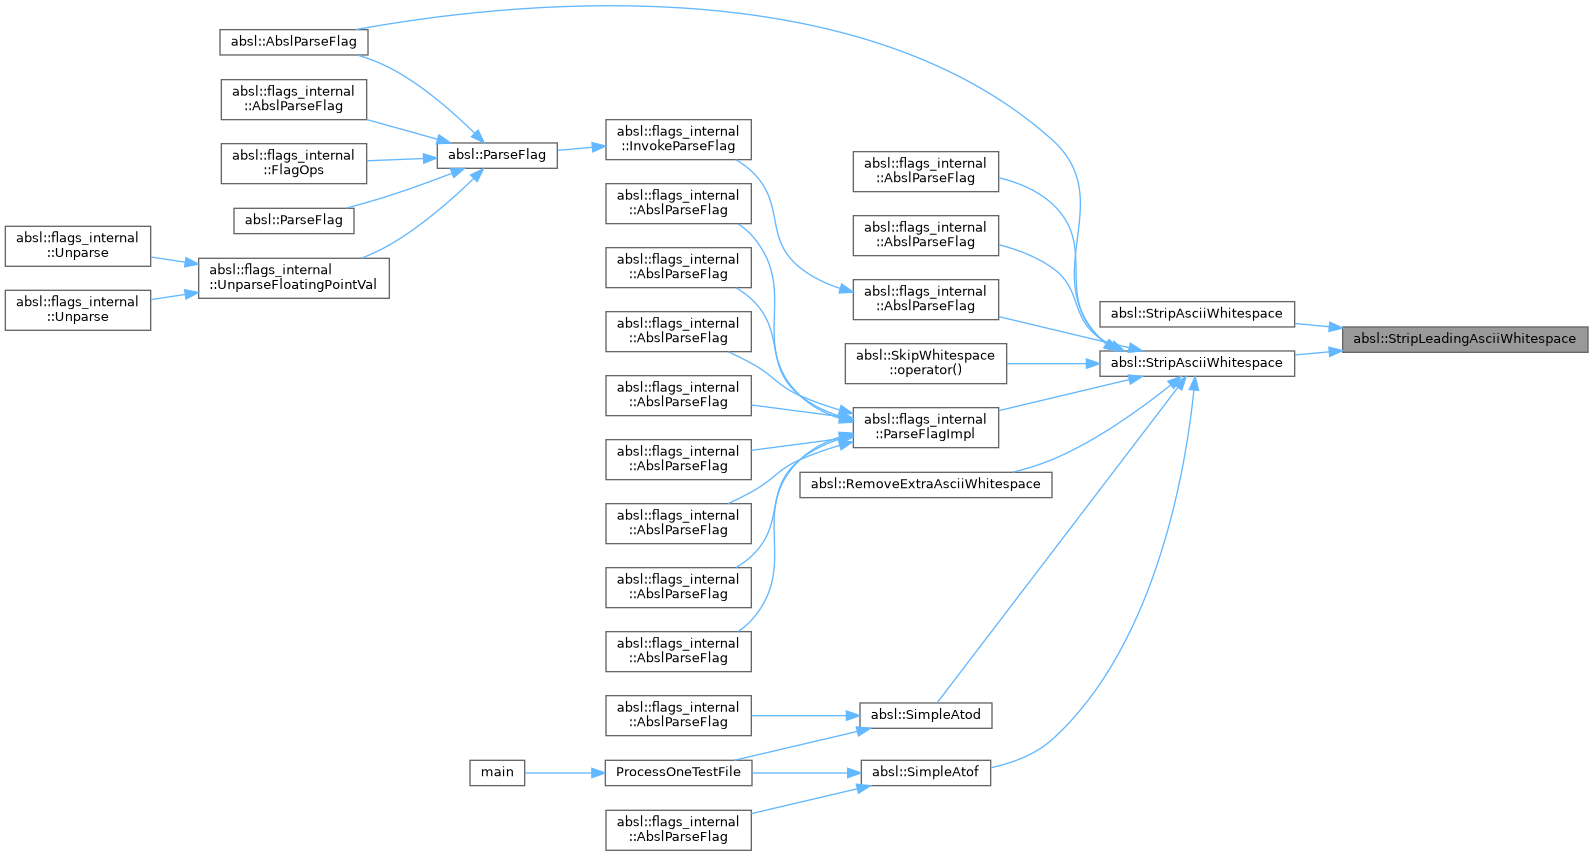 absl::AbslParseFlag
absl::flags_internal
::AbslParseFlag
absl::flags_internal
::FlagOps
absl::ParseFlag
absl::flags_internal
::Unparse
absl::flags_internal
::Unparse
absl::flags_internal
::UnparseFloatingPointVal
absl::ParseFlag
absl::flags_internal
::InvokeParseFlag
absl::flags_internal
::AbslParseFlag
absl::flags_internal
::AbslParseFlag
absl::flags_internal
::AbslParseFlag
absl::flags_internal
::AbslParseFlag
absl::flags_internal
::AbslParseFlag
absl::flags_internal
::AbslParseFlag
absl::flags_internal
::AbslParseFlag
absl::flags_internal
::AbslParseFlag
absl::flags_internal
::AbslParseFlag
main
ProcessOneTestFile
absl::flags_internal
::AbslParseFlag
absl::flags_internal
::AbslParseFlag
absl::flags_internal
::AbslParseFlag
absl::flags_internal
::AbslParseFlag
absl::SkipWhitespace
::operator()
absl::flags_internal
::ParseFlagImpl
absl::RemoveExtraAsciiWhitespace
absl::SimpleAtod
absl::SimpleAtof
absl::StripAsciiWhitespace
absl::StripAsciiWhitespace
absl::StripLeadingAsciiWhitespace